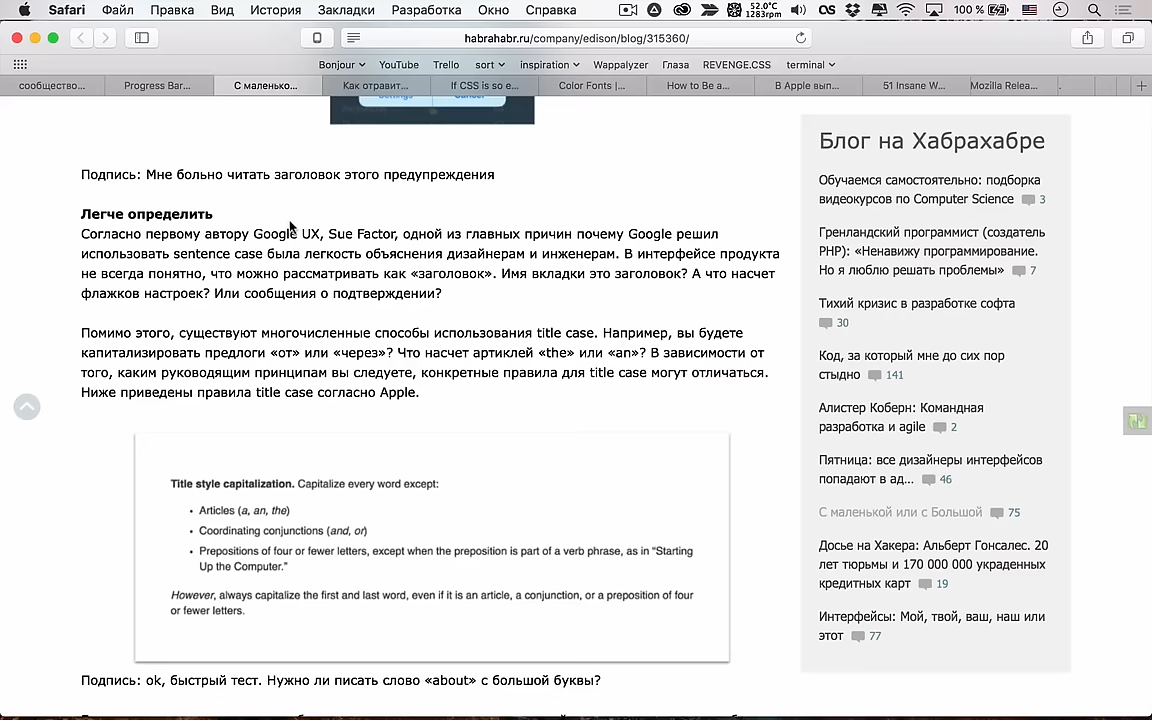 Safari Файл Правка Вид История Закладки Разработка Окно Справка 52.0°C 1283rpm 100 %
habrahabr.ru/company/edison/blog/315360/
Bonjour YouTube Trello sort inspiration Wappalyzer Глаза REVENGE.CSS terminal
сообщество... Progress Bar... С маленько... Как отравит... If CSS is so e... Color Fonts |... How to Be a... В Apple вып... 51 Insane W... Mozilla Relea...
Подпись: Мне больно читать заголовок этого предупреждения
Легче определить
Согласно первому автору Google UX, Sue Factor, одной из главных причин почему Google решил
использовать sentence case была легкость объяснения дизайнерам и инженерам. В интерфейсе продукта
не всегда понятно, что можно рассматривать как «заголовок». Имя вкладки это заголовок? А что насчет
флажков настроек? Или сообщения о подтверждении?
Помимо этого, существуют многочисленные способы использования title case. Например, вы будете
капитализировать предлоги «от» или «через»? Что насчет артиклей «the» или «an»? В зависимости от
того, каким руководящим принципам вы следуете, конкретные правила для title case могут отличаться.
Ниже приведены правила title case согласно Apple.
Title style capitalization. Capitalize every word except:
• Articles (a, an, the)
• Coordinating conjunctions (and, or)
• Prepositions of four or fewer letters, except when the preposition is part of a verb phrase, as in “Starting
Up the Computer.”
However, always capitalize the first and last word, even if it is an article, a conjunction, or a preposition of four
or fewer letters.
Подпись: ok, быстрый тест. Нужно ли писать слово «about» с большой буквы?
Блог на Хабрахабре
Обучаемся самостоятельно: подборка
видеокурсов по Computer Science 3
Гренландский программист (создатель
PHP): «Ненавижу программирование.
Но я люблю решать проблемы» 7
Тихий кризис в разработке софта
30
Код, за который мне до сих пор
стыдно 141
Алистер Коберн: Командная
разработка и agile 2
Пятница: все дизайнеры интерфейсов
попадают в ад... 46
С маленькой или с Большой 75
Досье на Хакера: Альберт Гонсалес. 20
лет тюрьмы и 170 000 000 украденных
кредитных карт 19
Интерфейсы: Мой, твой, ваш, наш или
этот 77